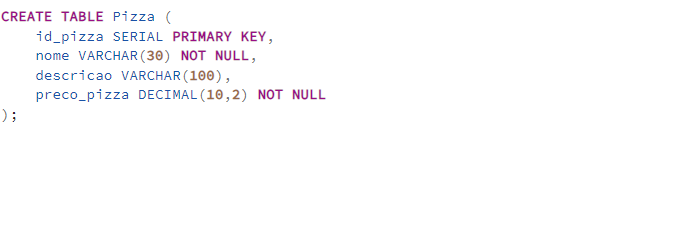 CREATE TABLE Pizza (
    id_pizza SERIAL PRIMARY KEY,
    nome VARCHAR(30) NOT NULL,
    descricao VARCHAR(100),
    preco_pizza DECIMAL(10,2) NOT NULL
);